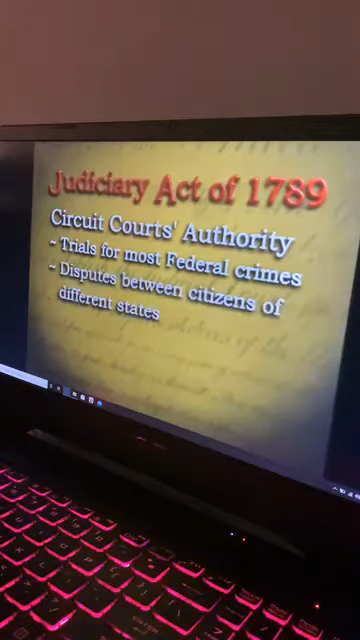 Judiciary Act of 1789
Circuit Courts' Authority
~ Trials for most Federal crimes
~ Disputes between citizens of
different states